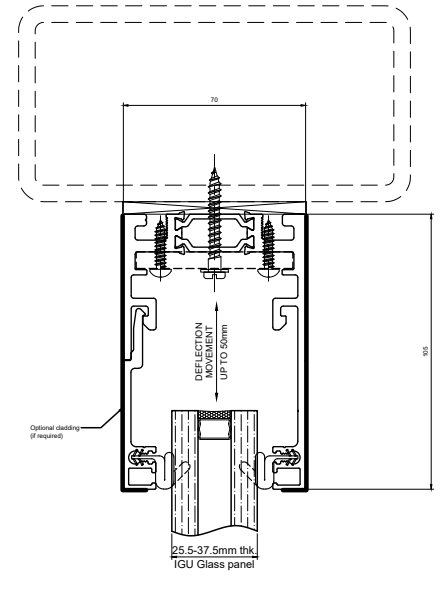 70
DEFLECTION
MOVEMENT
UP TO 50mm
105
Optional cladding
(if required)
25.5-37.5mm thk.
IGU Glass panel